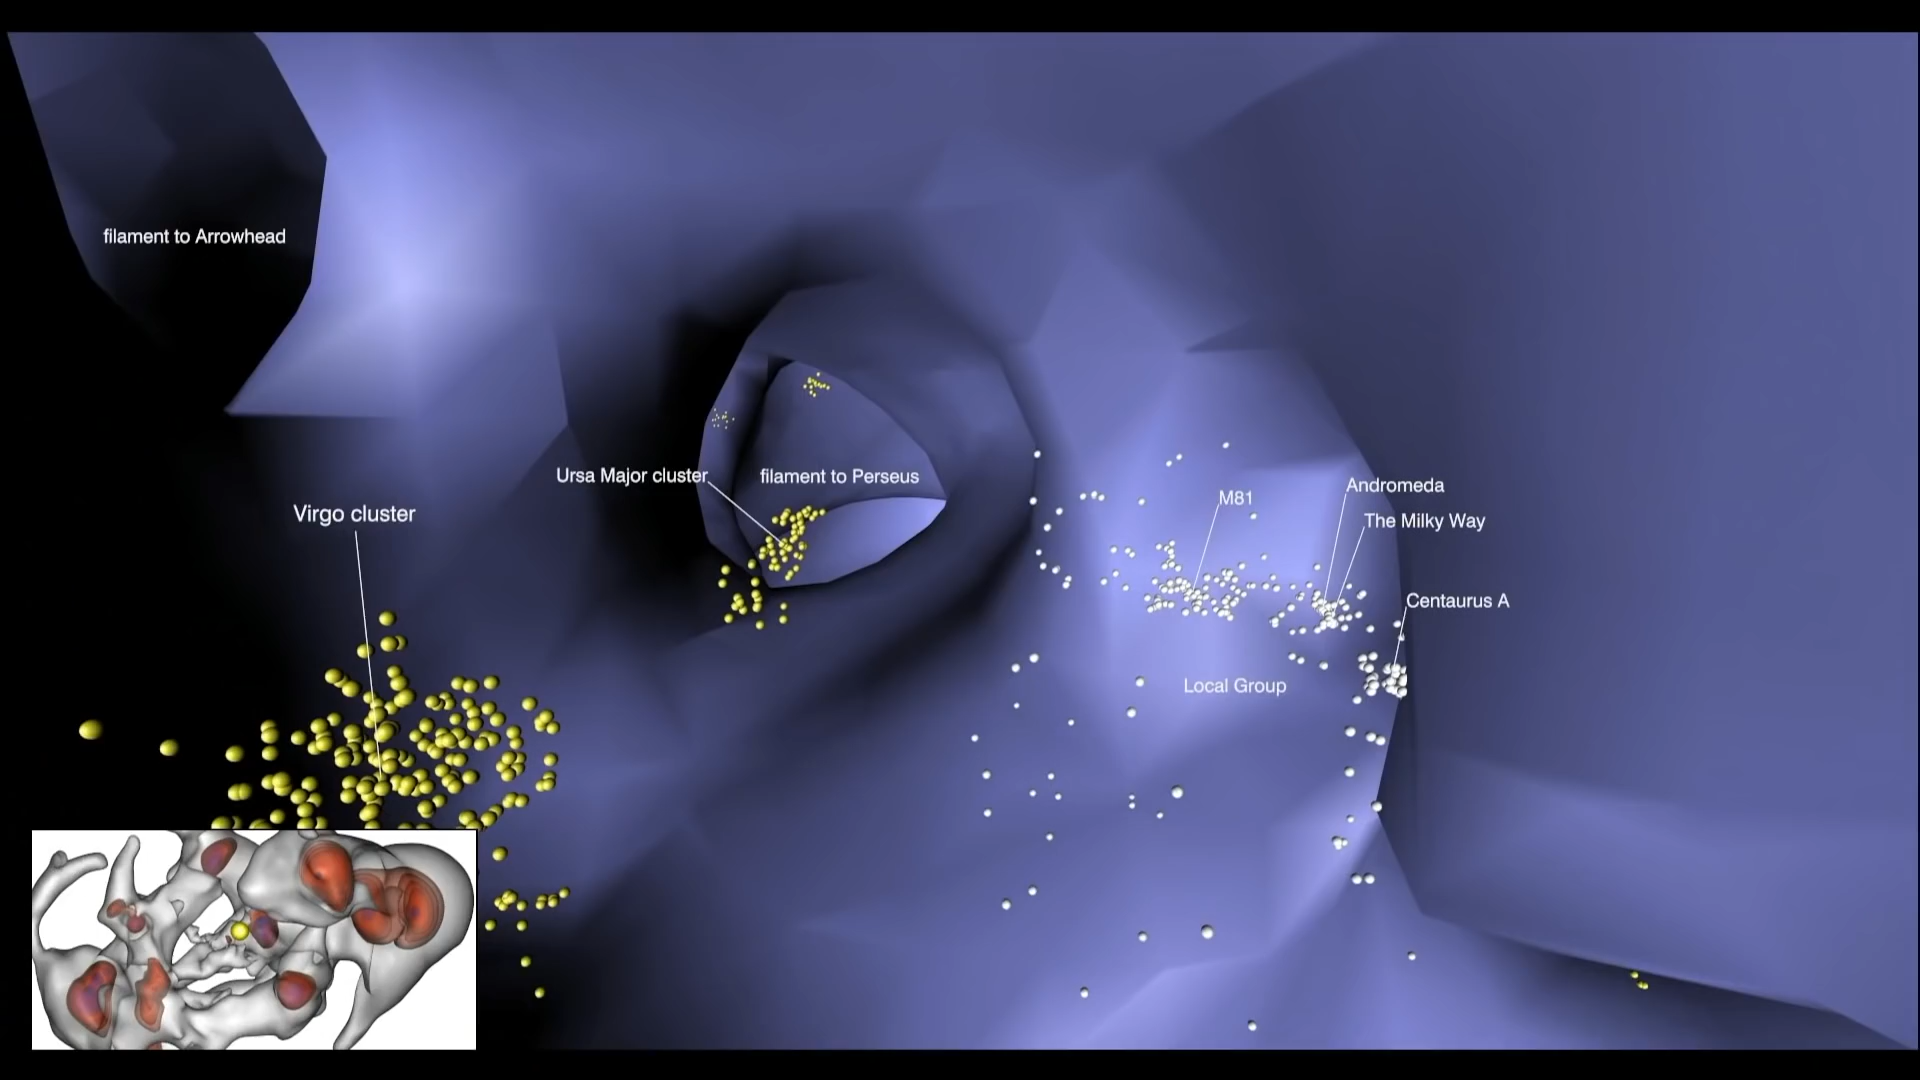 filament to Arrowhead
Ursa Major cluster
filament to Perseus
Virgo cluster
M81
Andromeda
The Milky Way
Centaurus A
Local Group